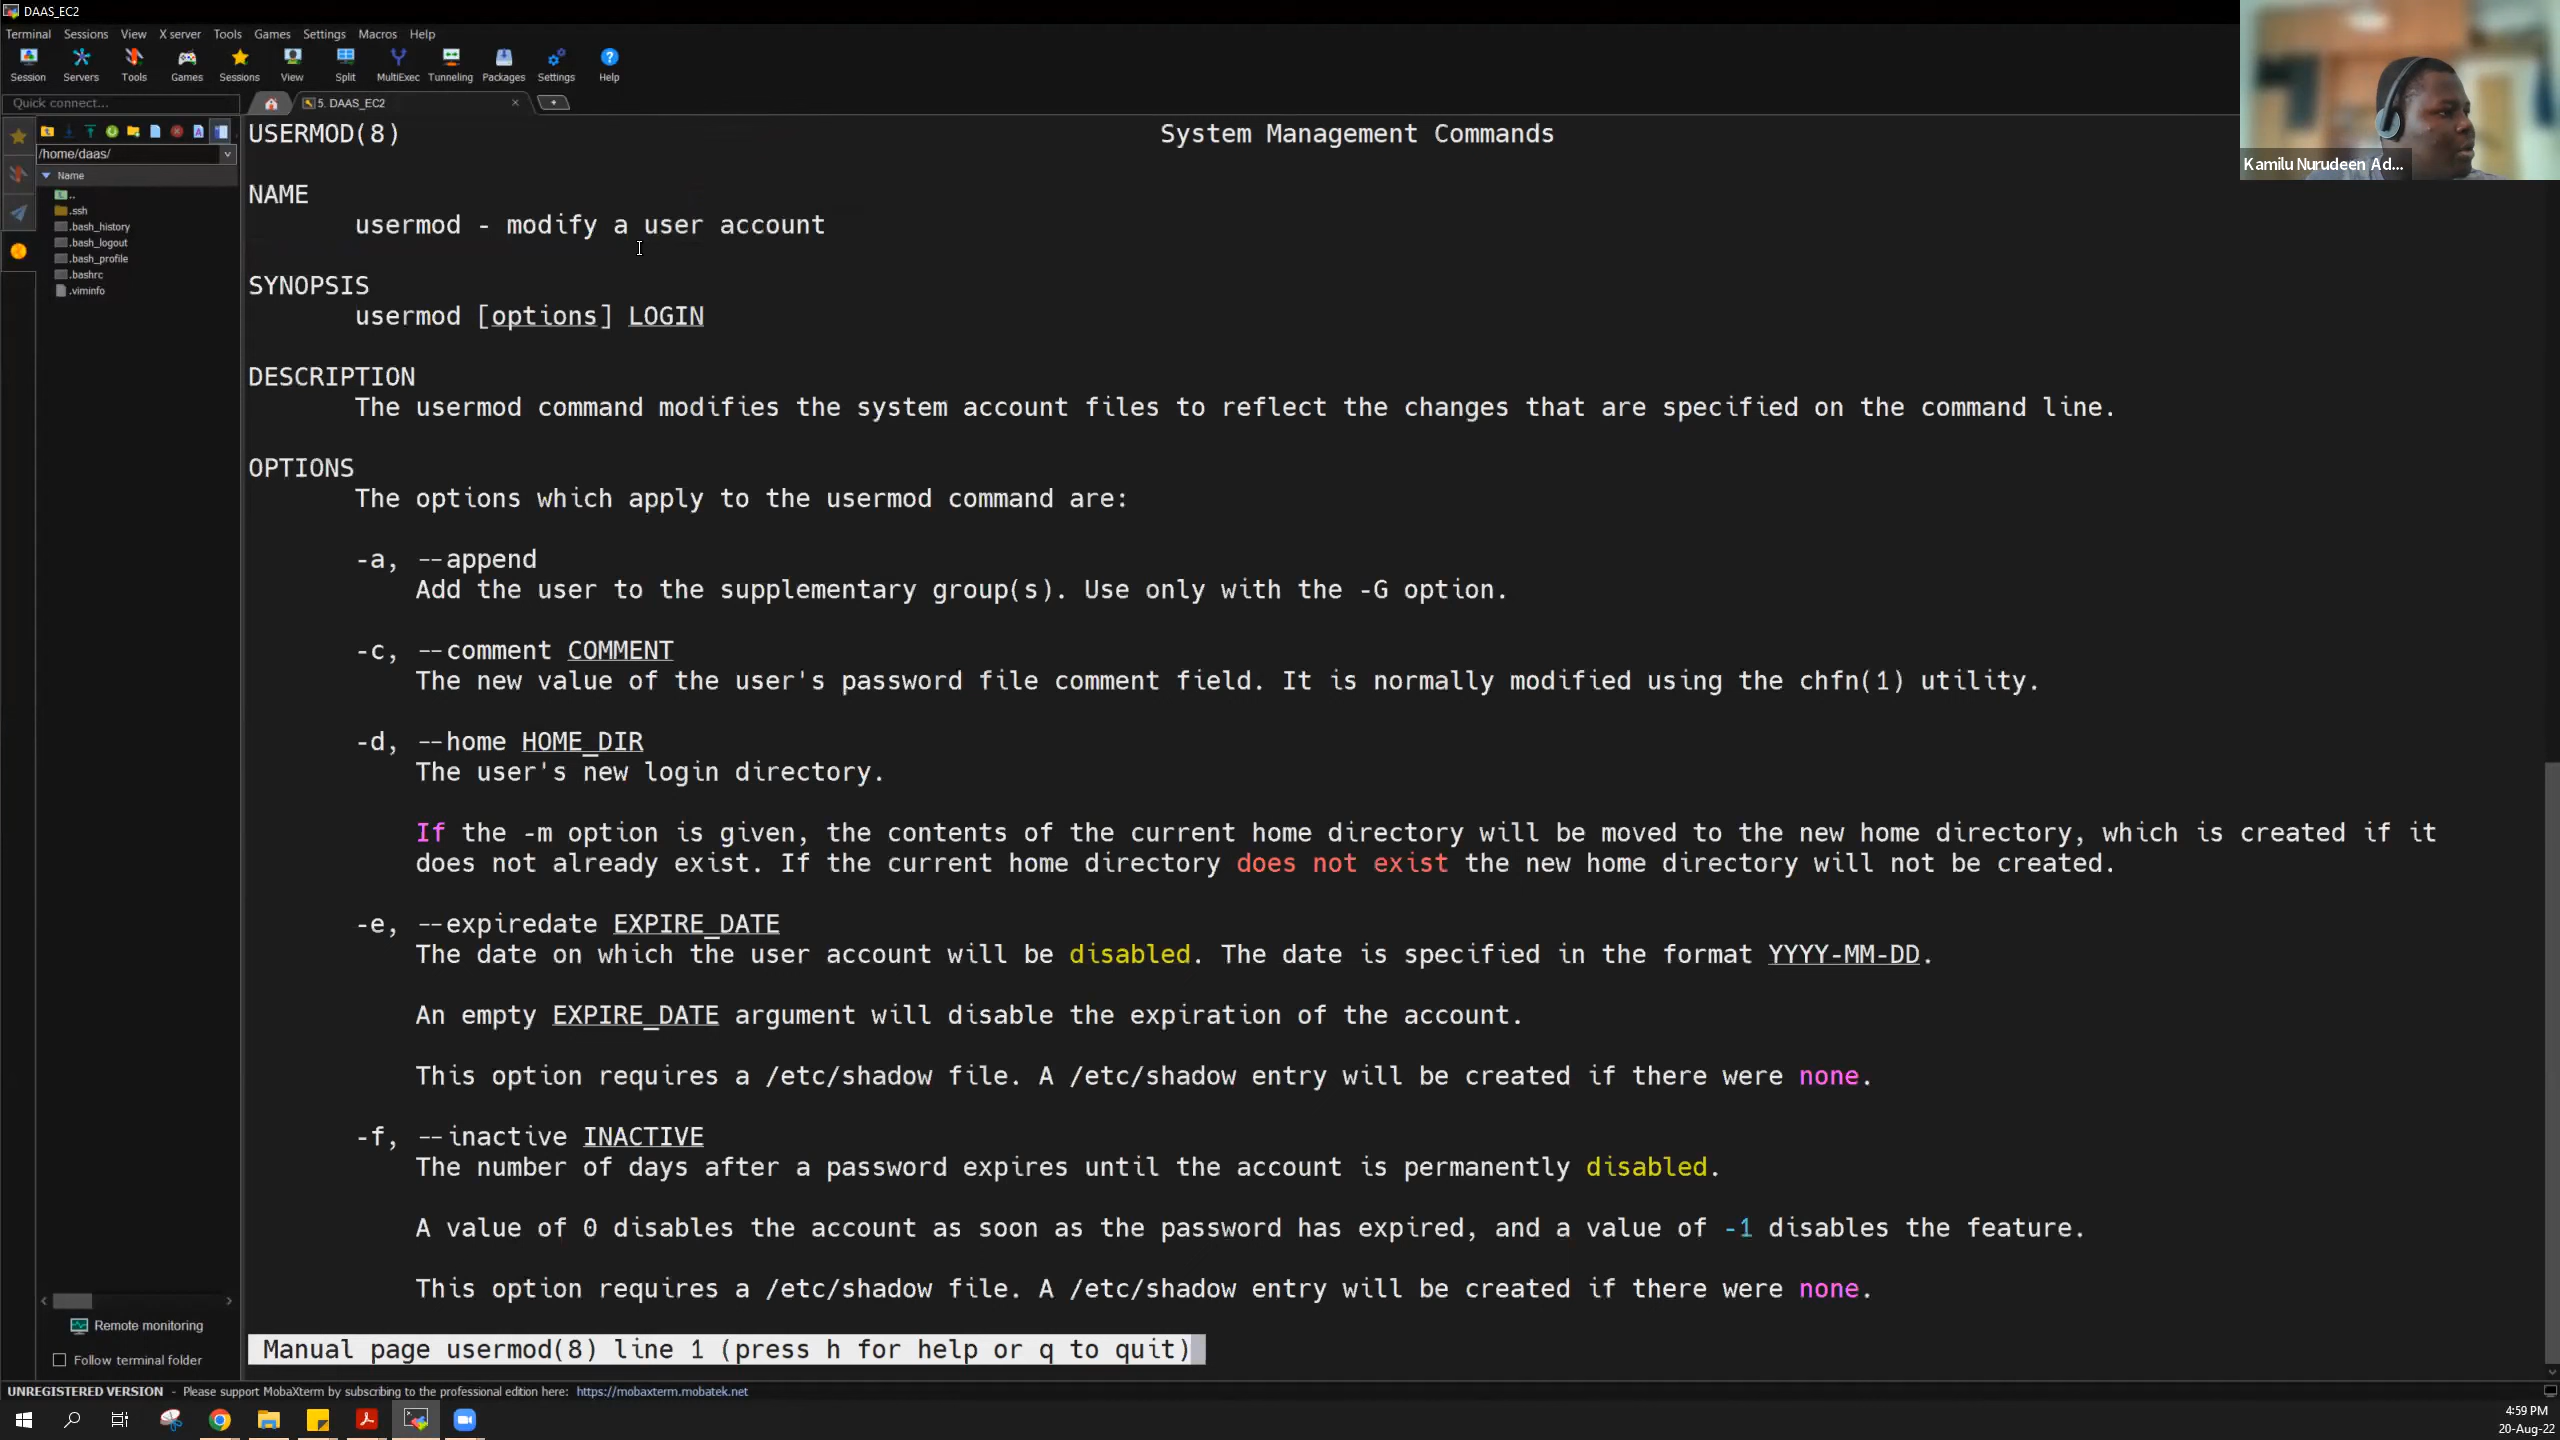 DAAS_EC2
Terminal Sessions View X server Tools Games Settings Macros Help
Session Servers Tools Games Sessions View Split MultiExec Tunneling Packages Settings Help
Quick connect...
5. DAAS_EC2
/home/daas/
Name
..
.ssh
.bash_history
.bash_logout
.bash_profile
.bashrc
.viminfo
Remote monitoring
Follow terminal folder
Kamilu Nurudeen Ad...
USERMOD(8) System Management Commands
NAME
usermod - modify a user account
SYNOPSIS
usermod [options] LOGIN
DESCRIPTION
The usermod command modifies the system account files to reflect the changes that are specified on the command line.
OPTIONS
The options which apply to the usermod command are:
-a, --append
Add the user to the supplementary group(s). Use only with the -G option.
-c, --comment COMMENT
The new value of the user's password file comment field. It is normally modified using the chfn(1) utility.
-d, --home HOME_DIR
The user's new login directory.
If the -m option is given, the contents of the current home directory will be moved to the new home directory, which is created if it
does not already exist. If the current home directory does not exist the new home directory will not be created.
-e, --expiredate EXPIRE_DATE
The date on which the user account will be disabled. The date is specified in the format YYYY-MM-DD.
An empty EXPIRE_DATE argument will disable the expiration of the account.
This option requires a /etc/shadow file. A /etc/shadow entry will be created if there were none.
-f, --inactive INACTIVE
The number of days after a password expires until the account is permanently disabled.
A value of 0 disables the account as soon as the password has expired, and a value of -1 disables the feature.
This option requires a /etc/shadow file. A /etc/shadow entry will be created if there were none.
Manual page usermod(8) line 1 (press h for help or q to quit)
UNREGISTERED VERSION - Please support MobaXterm by subscribing to the professional edition here: https://mobaxterm.mobatek.net
4:59 PM
20-Aug-22